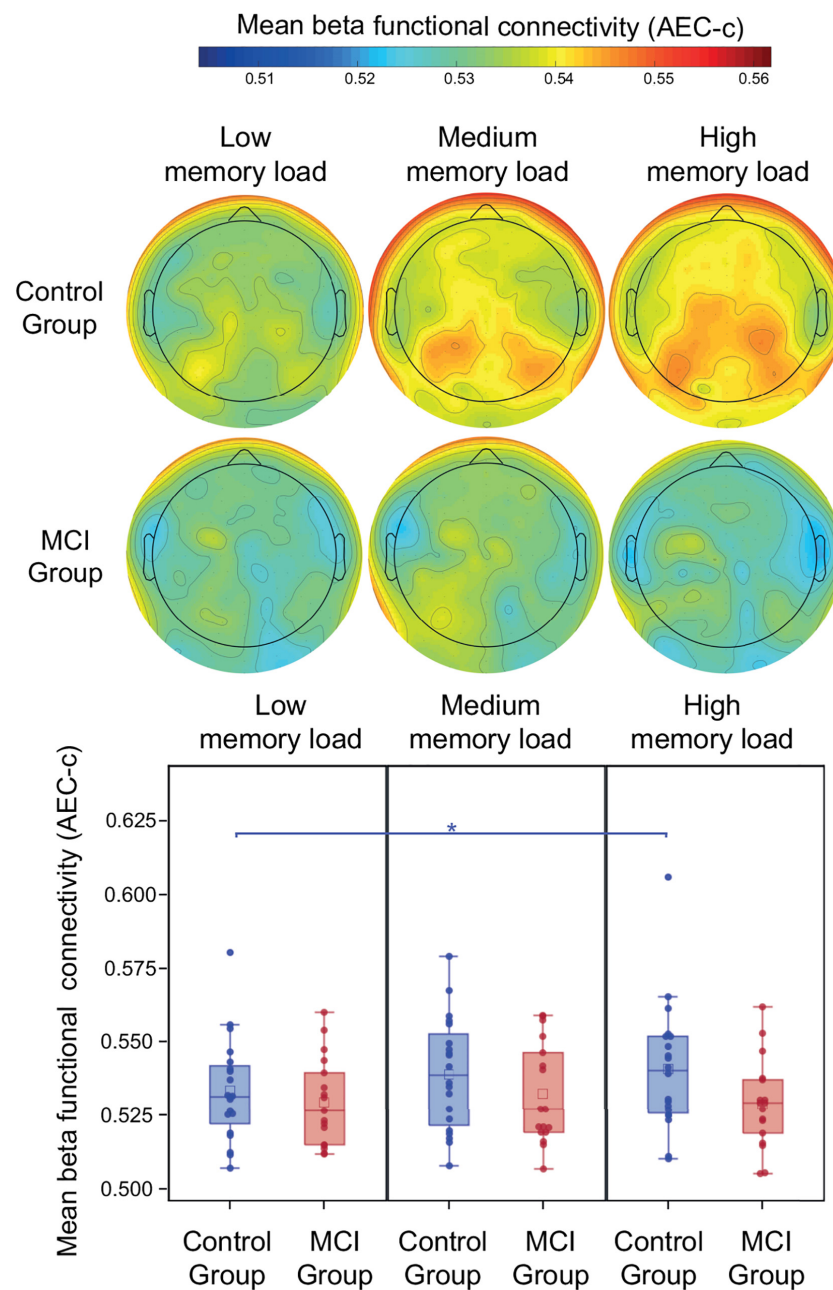 Mean beta functional connectivity (AEC-c)
0.51 0.52 0.53 0.54 0.55 0.56
Low Medium High
memory load memory load memory load
Control
Group
MCI
Group
Low Medium High
memory load memory load memory load
Mean beta functional connectivity (AEC-c)
0.625
*
0.600
0.575
0.550
0.525
0.500
Control MCI Control MCI Control MCI
Group Group Group Group Group Group